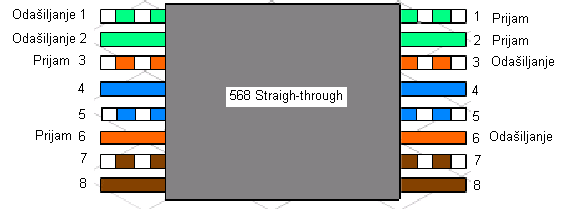 Odašiljanje 1
1 Prijam
Odašiljanje 2
2 Prijam
Prijam 3
3 Odašiljanje
4
4
568 Straigh-through
5
5
Prijam 6
6 Odašiljanje
7
7
8
8